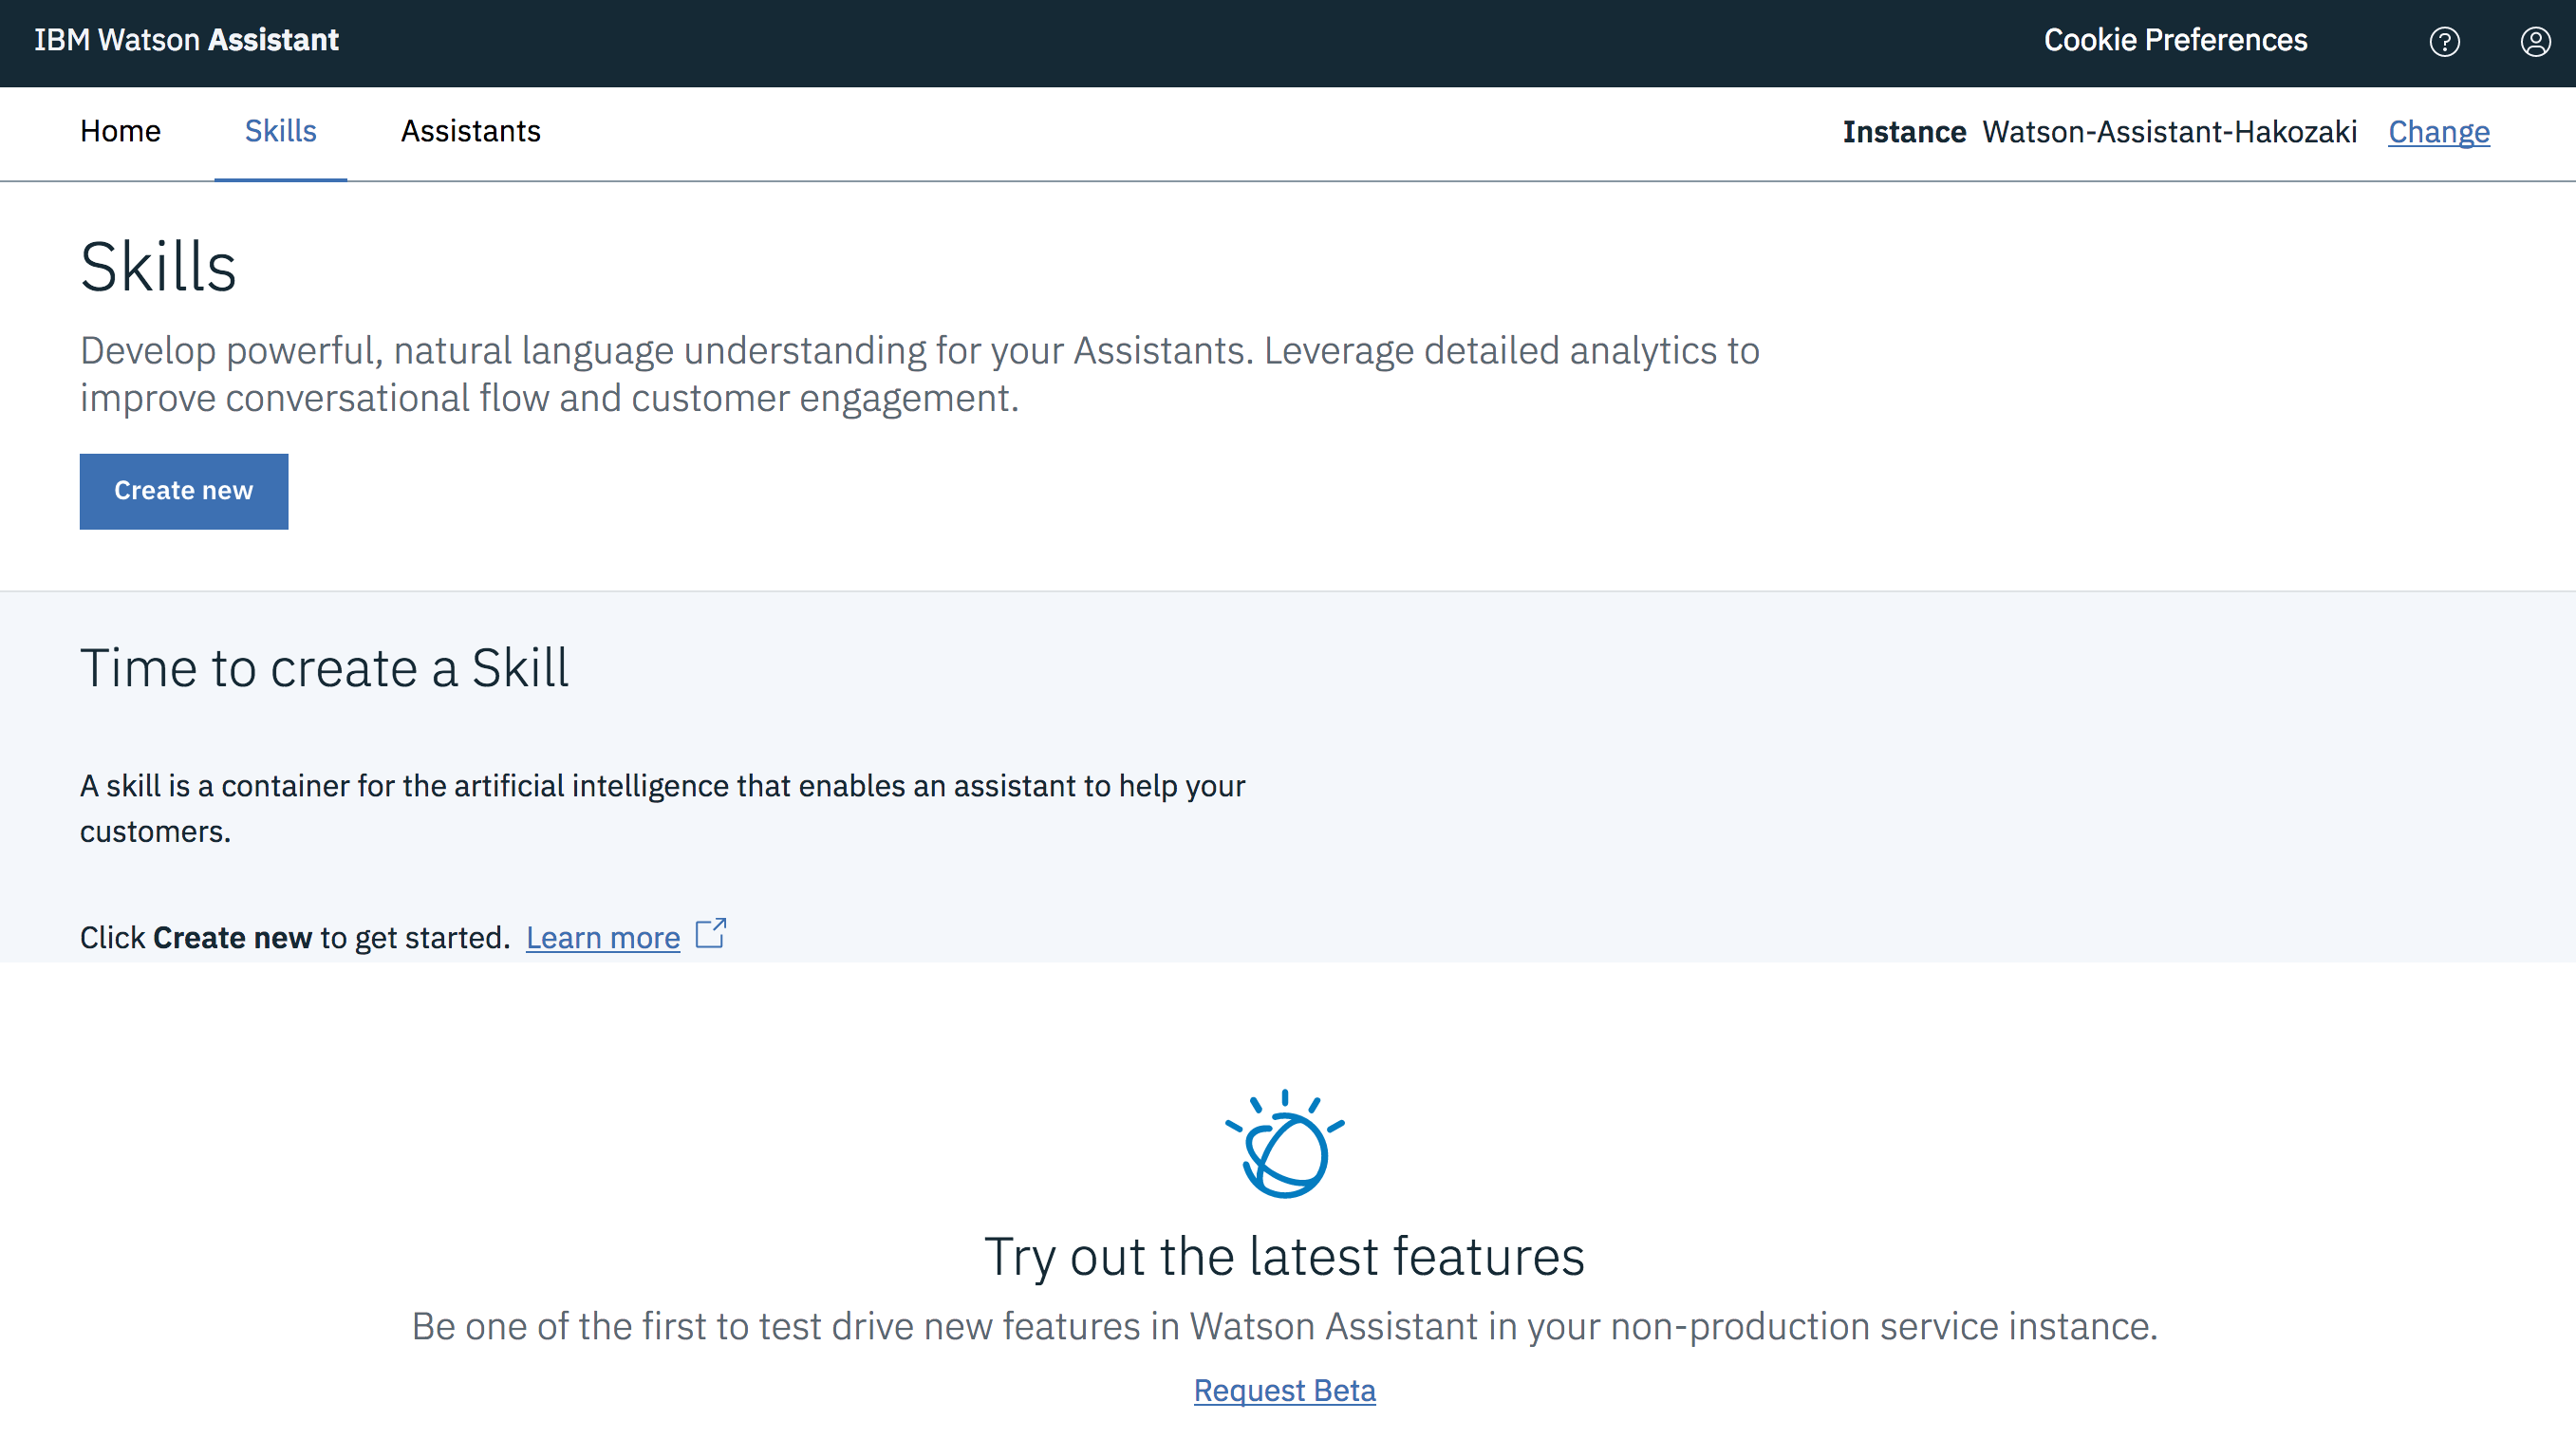 IBM Watson Assistant
Cookie Preferences
Home
Skills
Assistants
Instance Watson-Assistant-Hakozaki Change
Skills
Develop powerful, natural language understanding for your Assistants. Leverage detailed analytics to
improve conversational flow and customer engagement.
Create new
Time to create a Skill
A skill is a container for the artificial intelligence that enables an assistant to help your
customers.
Click Create new to get started. Learn more
Try out the latest features
Be one of the first to test drive new features in Watson Assistant in your non-production service instance.
Request Beta